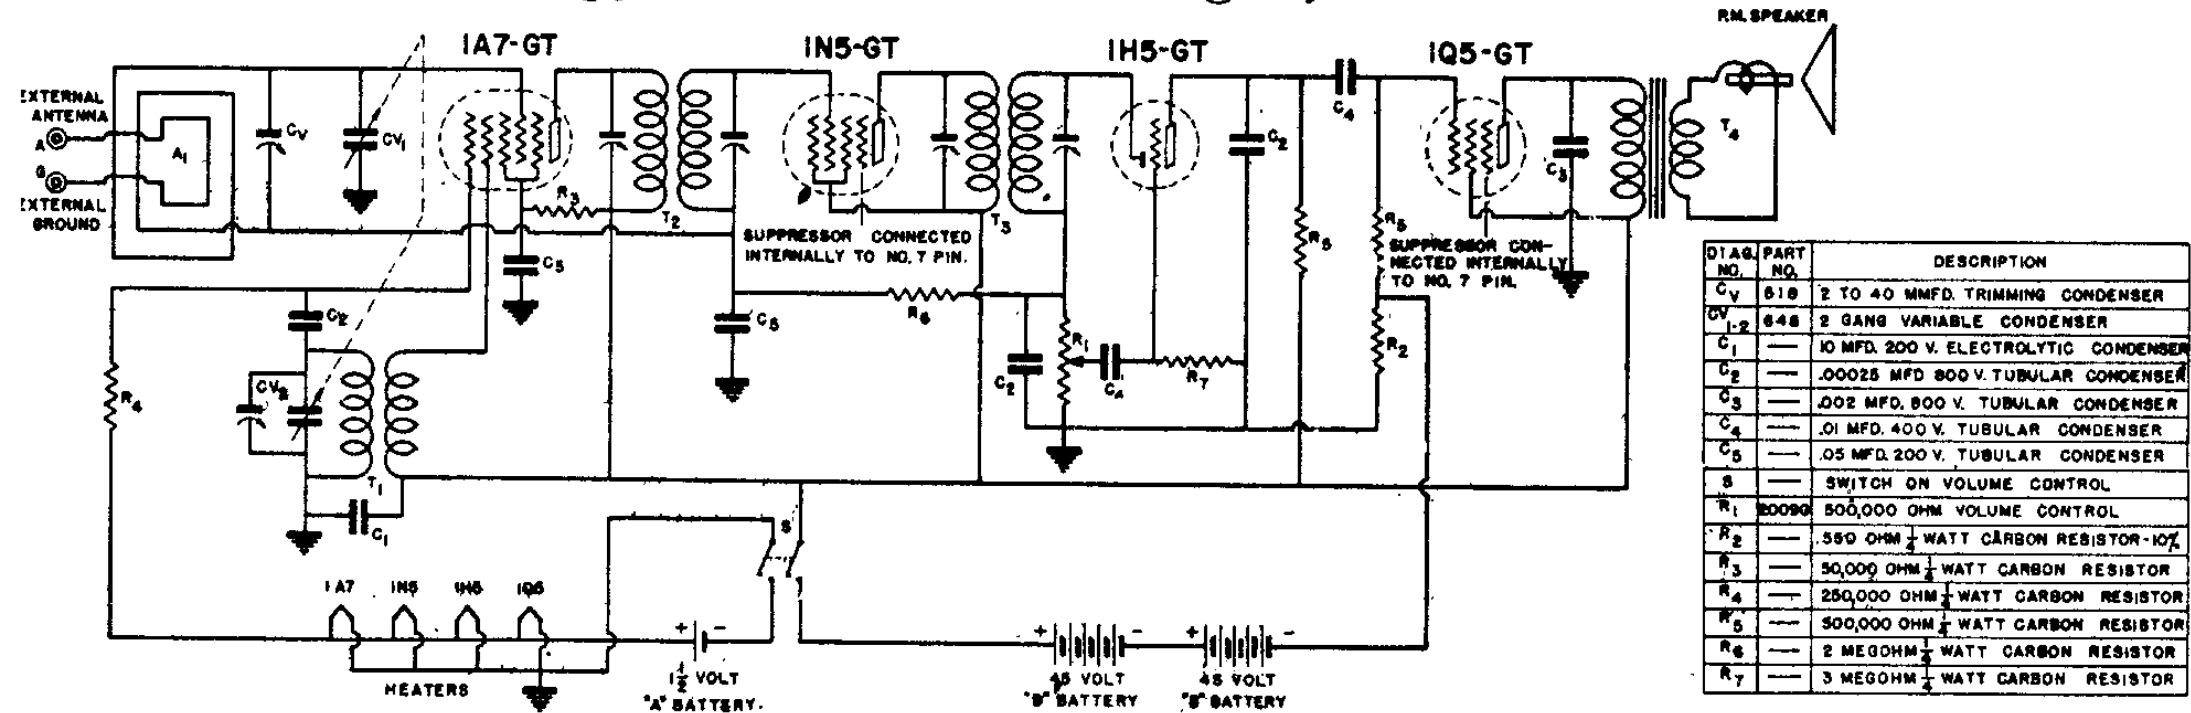 P.M. SPEAKER
1A7-GT
1N5-GT
1H5-GT
1Q5-GT
EXTERNAL
ANTENNA
A
G
EXTERNAL
GROUND
A1
CV
CV1
R3
T2
C5
SUPPRESSOR CONNECTED
INTERNALLY TO NO. 7 PIN.
T3
C2
C4
R5
R5
C3
T4
SUPPRESSOR CON-
NECTED INTERNALLY
TO NO. 7 PIN.
C2
R4
CV2
T1
C1
C5
R6
C2
R1
C4
R7
R2
S
1A7
1N5
1H5
1Q5
HEATERS
+ -
1½ VOLT
"A" BATTERY.
+ -
45 VOLT
"B" BATTERY
+ -
45 VOLT
"B" BATTERY
DIAG. NO. PART NO. DESCRIPTION
CV 618 2 TO 40 MMFD. TRIMMING CONDENSER
CV1-2 646 2 GANG VARIABLE CONDENSER
C1 — 10 MFD. 200 V. ELECTROLYTIC CONDENSER
C2 — .00025 MFD 800 V. TUBULAR CONDENSER
C3 — .002 MFD. 800 V. TUBULAR CONDENSER
C4 — .01 MFD. 400 V. TUBULAR CONDENSER
C5 — .05 MFD. 200 V. TUBULAR CONDENSER
S — SWITCH ON VOLUME CONTROL
R1 20090 500,000 OHM VOLUME CONTROL
R2 — 550 OHM ¼ WATT CARBON RESISTOR-10%
R3 — 50,000 OHM ¼ WATT CARBON RESISTOR
R4 — 250,000 OHM ¼ WATT CARBON RESISTOR
R5 — 500,000 OHM ¼ WATT CARBON RESISTOR
R6 — 2 MEGOHM ¼ WATT CARBON RESISTOR
R7 — 3 MEGOHM ¼ WATT CARBON RESISTOR